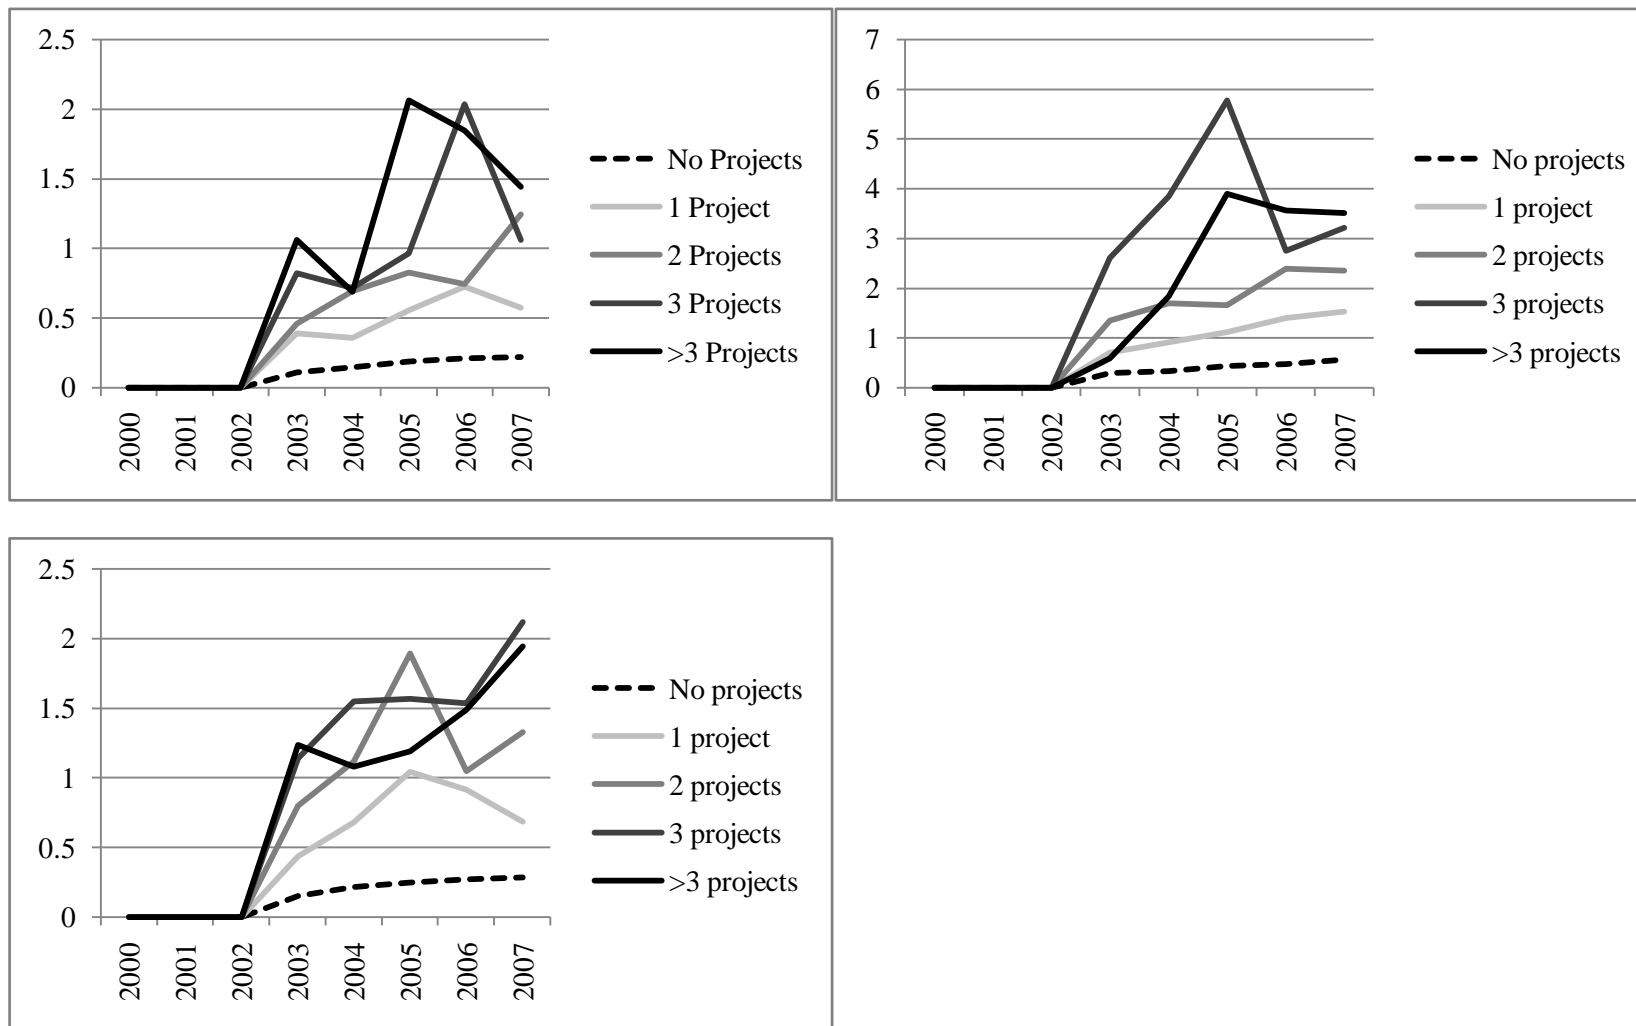 2.5
2
1.5
1
0.5
0
2000
2001
2002
2003
2004
2005
2006
2007
No Projects
1 Project
2 Projects
3 Projects
>3 Projects
7
6
5
4
3
2
1
0
2000
2001
2002
2003
2004
2005
2006
2007
No projects
1 project
2 projects
3 projects
>3 projects
2.5
2
1.5
1
0.5
0
2000
2001
2002
2003
2004
2005
2006
2007
No projects
1 project
2 projects
3 projects
>3 projects